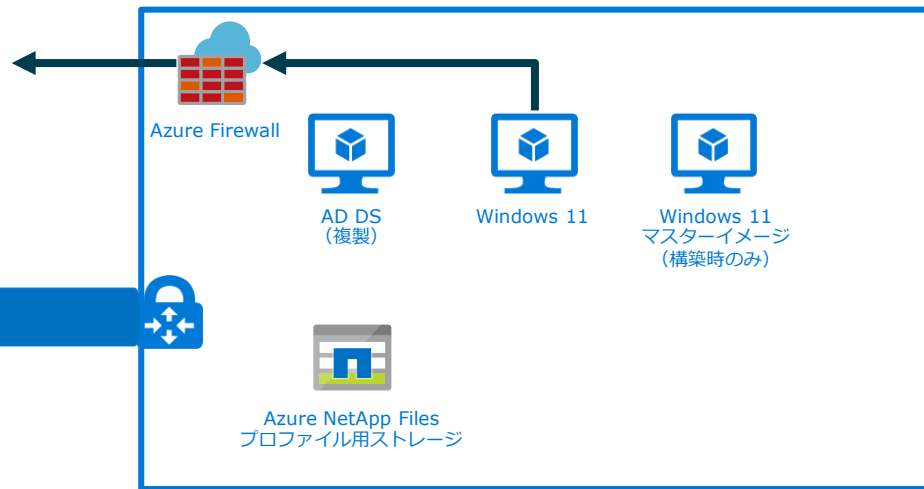 Azure Firewall
AD DS
（複製）
Windows 11
Windows 11
マスターイメージ
（構築時のみ）
Azure NetApp Files
プロファイル用ストレージ